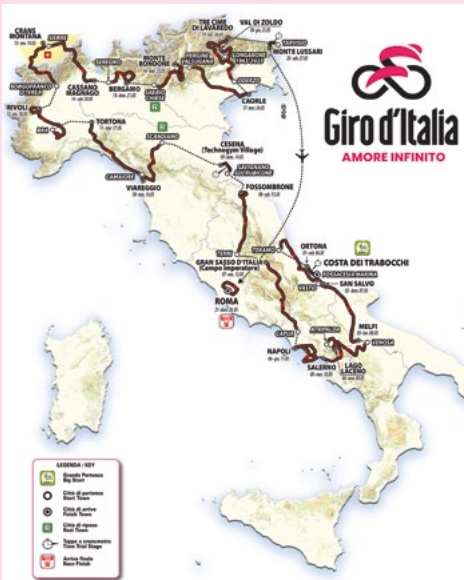 CRANS
MONTANA
SIERRE
TRE CIME
DI LAVAREDO
VAL DI ZOLDO
TARVISIO
MONTE LUSSARI
LONGARONE
1963-2023
PERGINE
VALSUGANA
MONTE
BONDONE
ODERZO
CAORLE
SEREGNO
BERGAMO
SABBIO
CHIESE
BORGOFRANCO
D'IVREA
CASSANO
MAGNAGO
RIVOLI
BRA
TORTONA
Giro d'Italia
AMORE INFINITO
SCANDIANO
CESENA
(Technogym Village)
SAVIGNANO
SUL RUBICONE
CAMAIORE
VIAREGGIO
FOSSOMBRONE
TERNI
TERAMO
ORTONA
COSTA DEI TRABOCCHI
FOSSACESIA MARINA
VASTO
SAN SALVO
GRAN SASSO D'ITALIA
(Campo Imperatore)
ROMA
CAPUA
ATRIPALDA
MELFI
VENOSA
NAPOLI
SALERNO
LAGO
LACENO
LEGENDA / KEY
Grande Partenza
Big Start
Città di partenza
Start Town
Città di arrivo
Finish Town
Città di riposo
Rest Town
Tappa a cronometro
Time Trial Stage
Arrivo finale
Race Finish